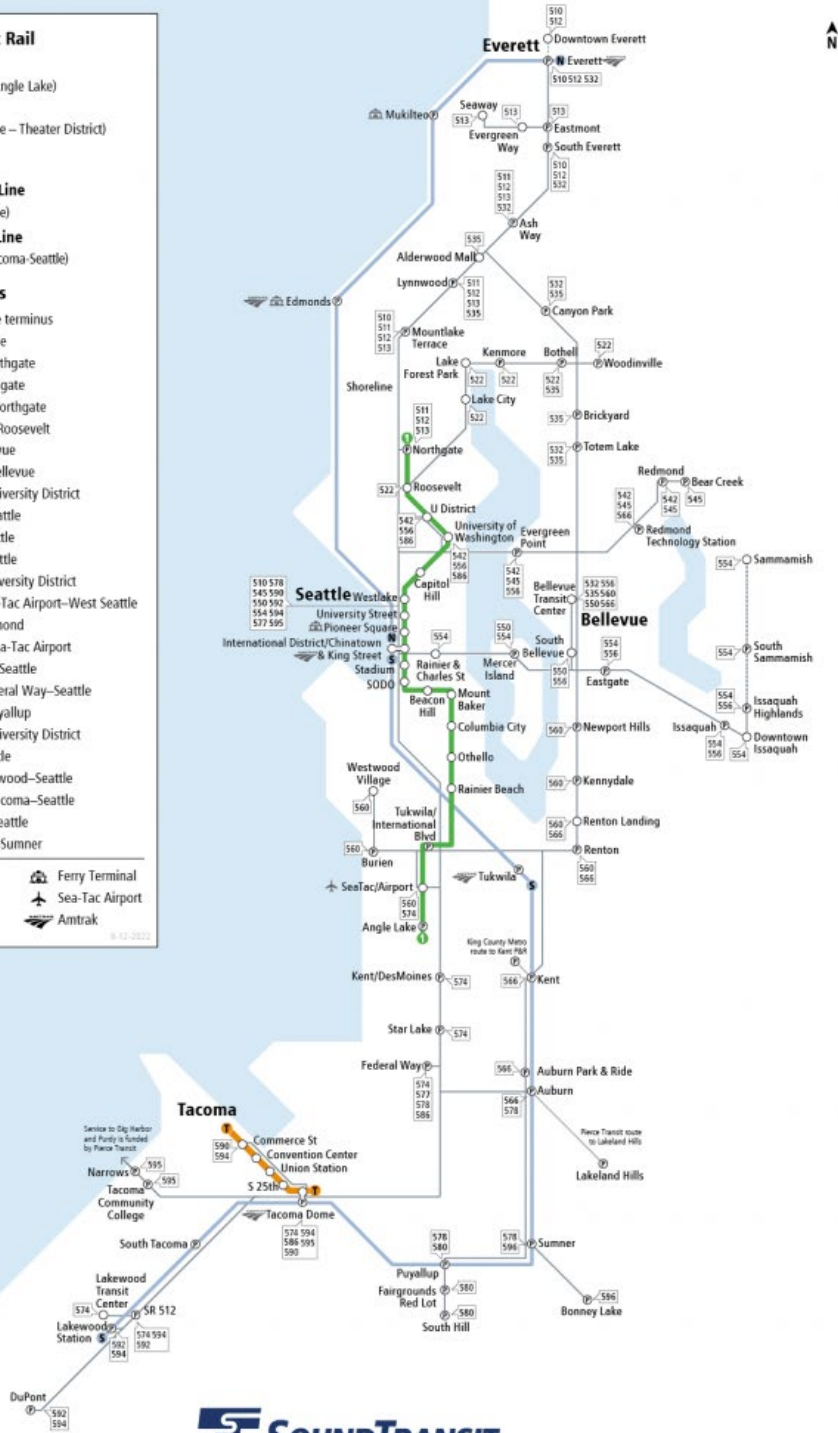 Rail
ngle Lake)
e – Theater District)
Line
e)
Line
coma-Seattle)
s
terminus
e
thgate
gate
orthgate
Roosevelt
vue
ellevue
iversity District
attle
tle
ttle
versity District
Tac Airport–West Seattle
mond
a-Tac Airport
Seattle
eral Way–Seattle
yallup
iversity District
tle
wood–Seattle
coma–Seattle
eattle
Sumner
Ferry Terminal
Sea-Tac Airport
Amtrak
9-12-2022
N
510
512
Downtown Everett
Everett
N Everett
510 512 532
Mukilteo
Seaway
513
513
Evergreen
Way
513
Eastmont
South Everett
510
512
532
511
512
513
532
Ash
Way
535
Alderwood Mall
Lynnwood
511
512
513
535
532
535
Canyon Park
Edmonds
510
511
512
513
Mountlake
Terrace
Lake
Forest Park
522
Kenmore
522
Bothell
522
535
522
Woodinville
Shoreline
Lake City
522
535
Brickyard
511
512
513
1
Northgate
532
535
Totem Lake
522
Roosevelt
Redmond
542
545
Bear Creek
545
542
545
566
Redmond
Technology Station
U District
542
556
586
University of
Washington
542
556
586
Evergreen
Point
542
545
556
Capitol
Hill
510 578
545 590
550 592
554 594
577 595
Seattle
Westlake
University Street
Pioneer Square
N
International District/Chinatown
& King Street
S
Stadium
SODO
Bellevue
Transit
Center
532 556
535 560
550 566
Bellevue
554
Sammamish
554
Rainier &
Charles St
550
554
Mercer
Island
South
Bellevue
550
556
554
556
Eastgate
554
South
Sammamish
554
556
Issaquah
Highlands
Issaquah
554
556
554
Downtown
Issaquah
Beacon
Hill
Mount
Baker
Columbia City
560
Newport Hills
Othello
Westwood
Village
560
Rainier Beach
560
Kennydale
Tukwila/
International
Blvd
560
566
Renton Landing
560
Burien
Renton
560
566
SeaTac/Airport
560
574
Tukwila
S
Angle Lake
1
King County Metro
route to Kent P&R
Kent/DesMoines
574
566
Kent
Star Lake
574
Federal Way
574
577
578
586
566
Auburn Park & Ride
Auburn
566
578
Pierce Transit route
to Lakeland Hills
Lakeland Hills
Tacoma
Service to Gig Harbor
and Purdy is funded
by Pierce Transit
T
590
594
Commerce St
Convention Center
Union Station
S 25th
T
Narrows
595
595
Tacoma
Community
College
Tacoma Dome
574 594
586 595
590
South Tacoma
578
580
578
596
Sumner
Puyallup
Fairgrounds
Red Lot
580
580
South Hill
596
Bonney Lake
Lakewood
Transit
Center
574
SR 512
Lakewood
Station
S
592
594
574 594
592
DuPont
592
594
SOUNDTRANSIT